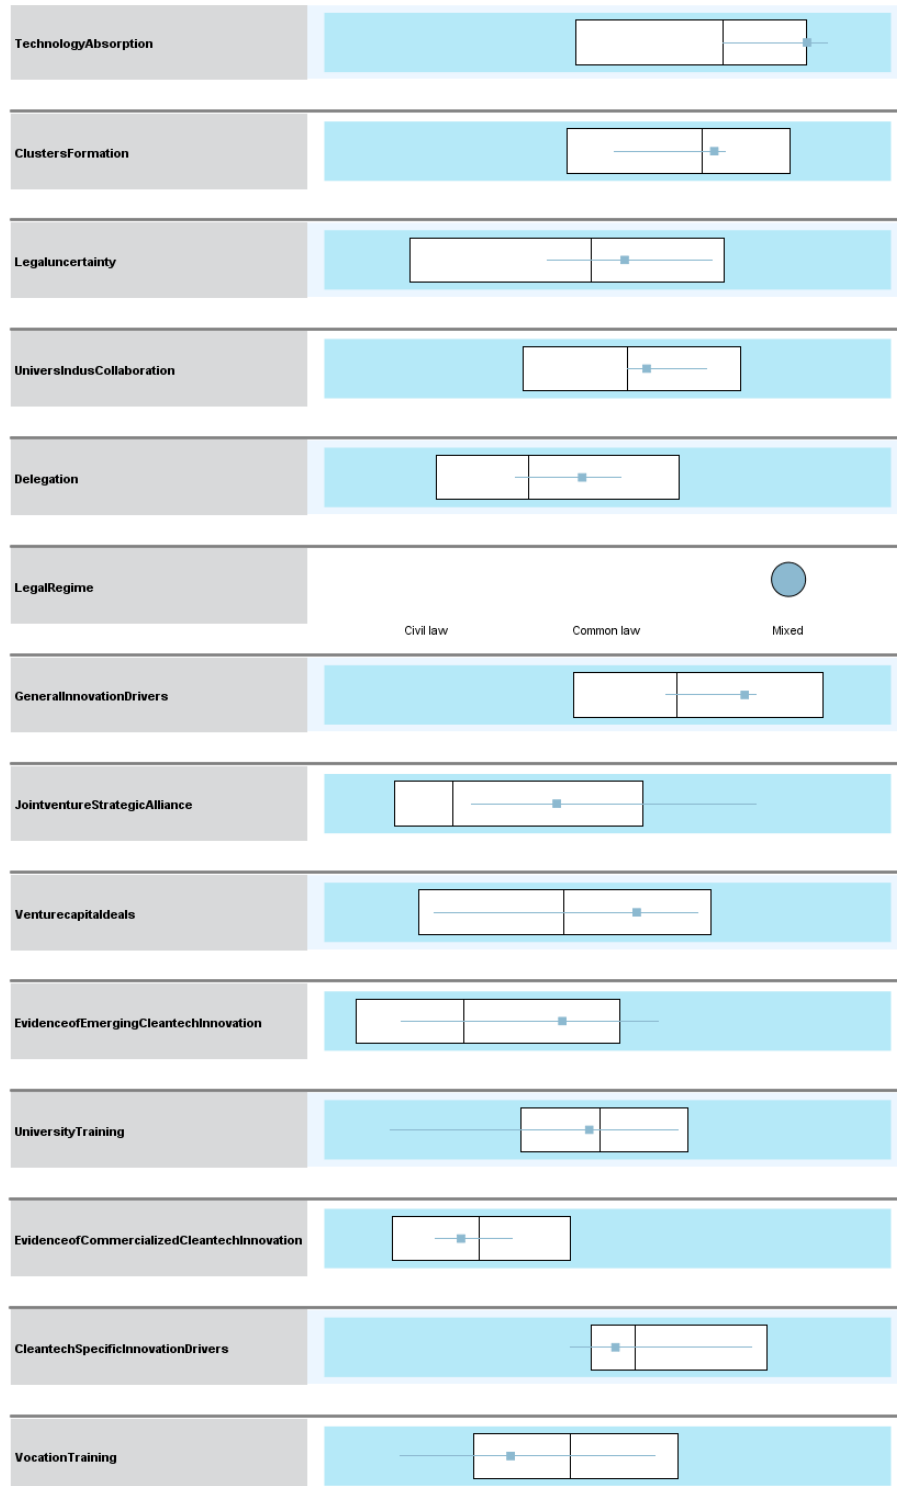 TechnologyAbsorption
ClustersFormation
Legaluncertainty
UniversIndusCollaboration
Delegation
LegalRegime
Civil law Common law Mixed
GeneralInnovationDrivers
JointventureStrategicAlliance
Venturecapitaldeals
EvidenceofEmergingCleantechInnovation
UniversityTraining
EvidenceofCommercializedCleantechInnovation
CleantechSpecificInnovationDrivers
VocationTraining